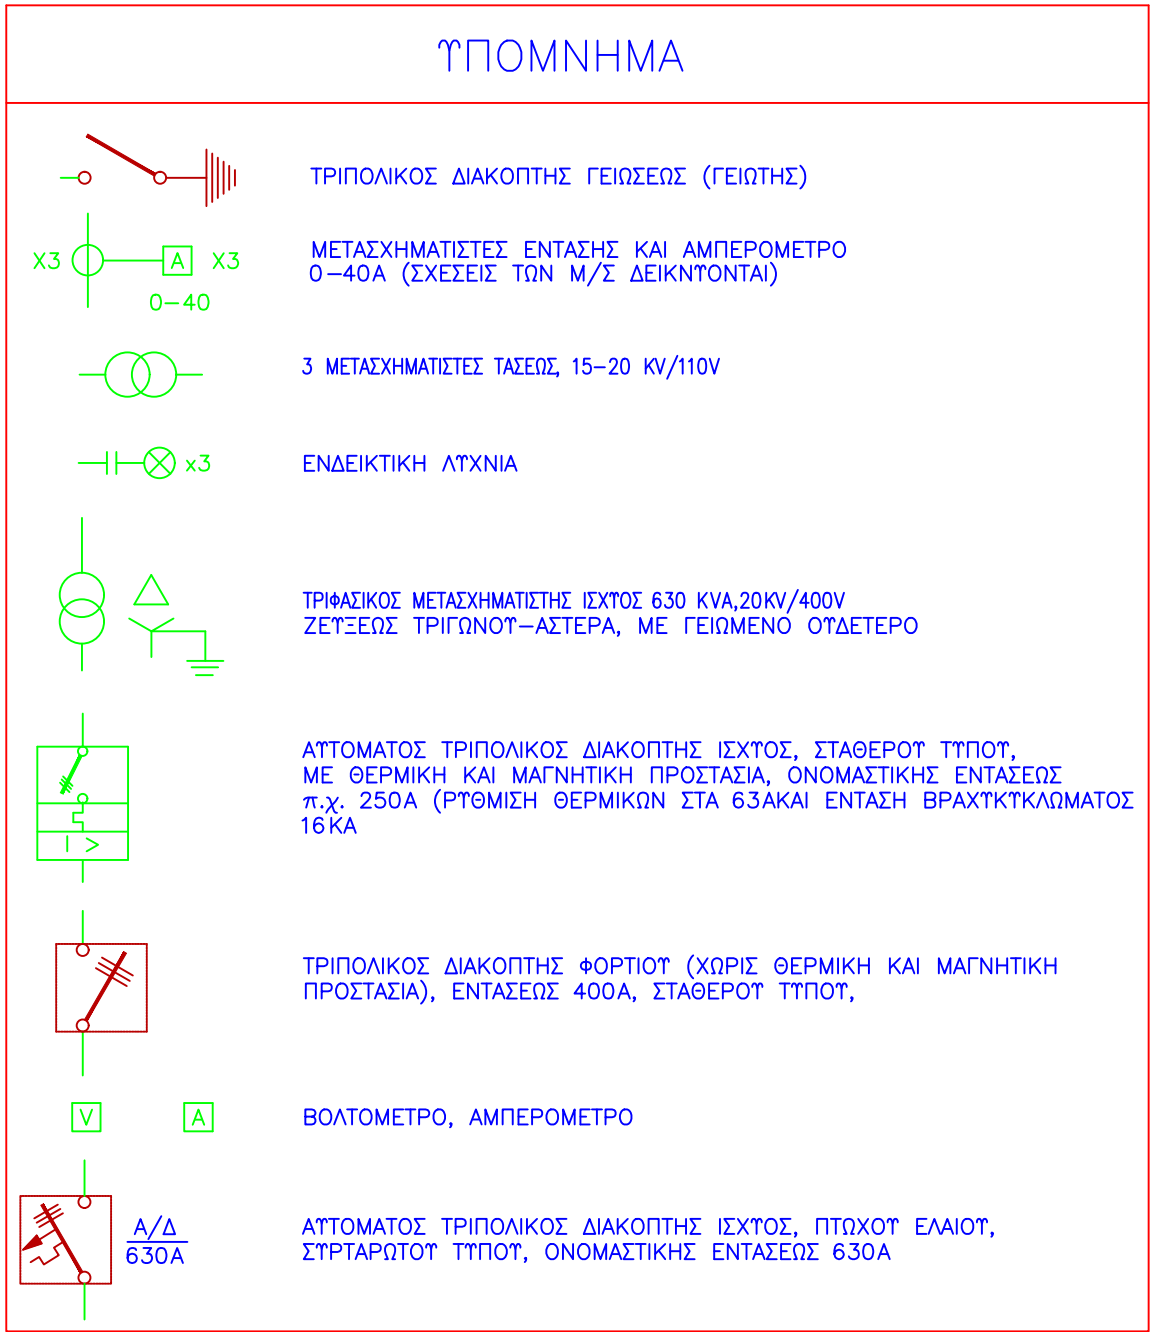 ΥΠΟΜΝΗΜΑ
ΤΡΙΠΟΛΙΚΟΣ ΔΙΑΚΟΠΤΗΣ ΓΕΙΩΣΕΩΣ (ΓΕΙΩΤΗΣ)
X3 A X3
0-40
ΜΕΤΑΣΧΗΜΑΤΙΣΤΕΣ ΕΝΤΑΣΗΣ ΚΑΙ ΑΜΠΕΡΟΜΕΤΡΟ
0-40Α (ΣΧΕΣΕΙΣ ΤΩΝ Μ/Σ ΔΕΙΚΝΥΟΝΤΑΙ)
3 ΜΕΤΑΣΧΗΜΑΤΙΣΤΕΣ ΤΑΣΕΩΣ, 15-20 KV/110V
x3
ΕΝΔΕΙΚΤΙΚΗ ΛΥΧΝΙΑ
ΤΡΙΦΑΣΙΚΟΣ ΜΕΤΑΣΧΗΜΑΤΙΣΤΗΣ ΙΣΧΥΟΣ 630 KVA,20KV/400V
ΖΕΥΞΕΩΣ ΤΡΙΓΩΝΟΥ-ΑΣΤΕΡΑ, ΜΕ ΓΕΙΩΜΕΝΟ ΟΥΔΕΤΕΡΟ
I >
ΑΥΤΟΜΑΤΟΣ ΤΡΙΠΟΛΙΚΟΣ ΔΙΑΚΟΠΤΗΣ ΙΣΧΥΟΣ, ΣΤΑΘΕΡΟΥ ΤΥΠΟΥ,
ΜΕ ΘΕΡΜΙΚΗ ΚΑΙ ΜΑΓΝΗΤΙΚΗ ΠΡΟΣΤΑΣΙΑ, ΟΝΟΜΑΣΤΙΚΗΣ ΕΝΤΑΣΕΩΣ
π.χ. 250Α (ΡΥΘΜΙΣΗ ΘΕΡΜΙΚΩΝ ΣΤΑ 63ΑΚΑΙ ΕΝΤΑΣΗ ΒΡΑΧΥΚΥΚΛΩΜΑΤΟΣ
16KA
ΤΡΙΠΟΛΙΚΟΣ ΔΙΑΚΟΠΤΗΣ ΦΟΡΤΙΟΥ (ΧΩΡΙΣ ΘΕΡΜΙΚΗ ΚΑΙ ΜΑΓΝΗΤΙΚΗ
ΠΡΟΣΤΑΣΙΑ), ΕΝΤΑΣΕΩΣ 400Α, ΣΤΑΘΕΡΟΥ ΤΥΠΟΥ,
V A
ΒΟΛΤΟΜΕΤΡΟ, ΑΜΠΕΡΟΜΕΤΡΟ
Α/Δ
630Α
ΑΥΤΟΜΑΤΟΣ ΤΡΙΠΟΛΙΚΟΣ ΔΙΑΚΟΠΤΗΣ ΙΣΧΥΟΣ, ΠΤΩΧΟΥ ΕΛΑΙΟΥ,
ΣΥΡΤΑΡΩΤΟΥ ΤΥΠΟΥ, ΟΝΟΜΑΣΤΙΚΗΣ ΕΝΤΑΣΕΩΣ 630Α